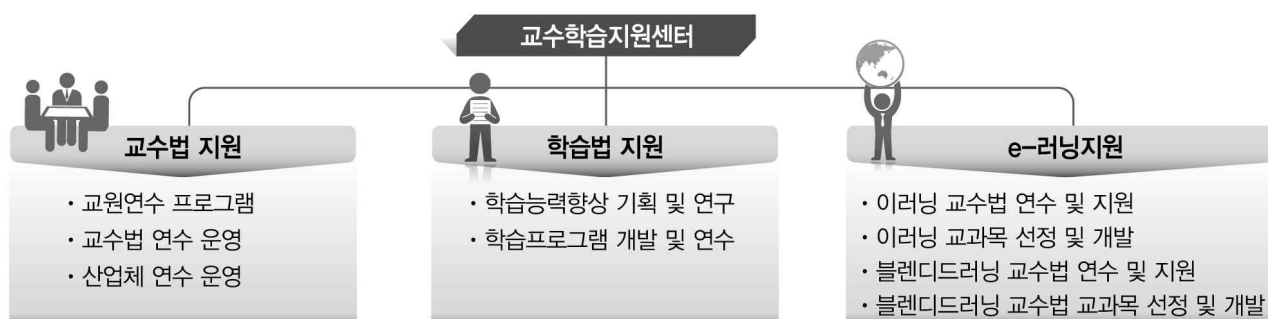 교수학습지원센터
교수법 지원
· 교원연수 프로그램
· 교수법 연수 운영
· 산업체 연수 운영
학습법 지원
· 학습능력향상 기획 및 연구
· 학습프로그램 개발 및 연수
e-러닝지원
· 이러닝 교수법 연수 및 지원
· 이러닝 교과목 선정 및 개발
· 블렌디드러닝 교수법 연수 및 지원
· 블렌디드러닝 교수법 교과목 선정 및 개발